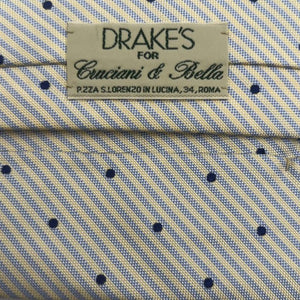 DRAKE'S
FOR
Cruciani & Bella
P.ZZA S.LORENZO IN LUCINA, 34, ROMA